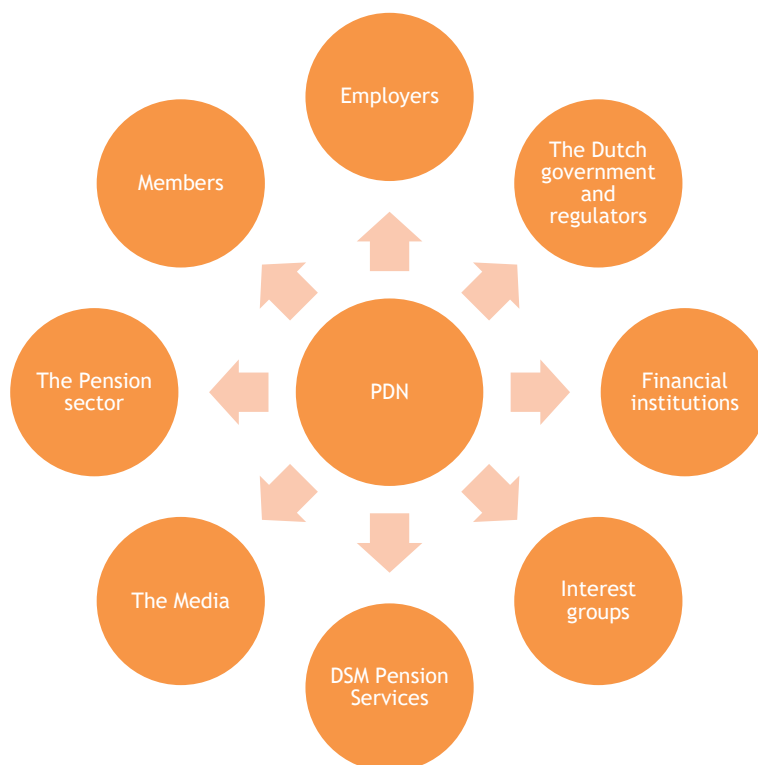 Employers
The Dutch
government
and
regulators
Members
Financial
institutions
PDN
The Pension
sector
Interest
groups
The Media
DSM Pension
Services